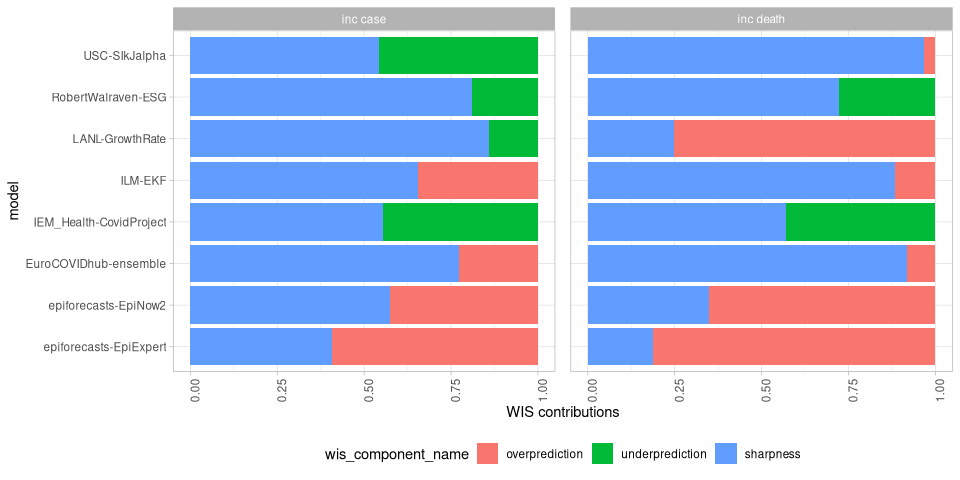 inc case
inc death
USC-SIkJalpha
RobertWalraven-ESG
LANL-GrowthRate
ILM-EKF
IEM_Health-CovidProject
EuroCOVIDhub-ensemble
epiforecasts-EpiNow2
epiforecasts-EpiExpert
model
0.00 0.25 0.50 0.75 1.00 0.00 0.25 0.50 0.75 1.00
WIS contributions
wis_component_name overprediction underprediction sharpness